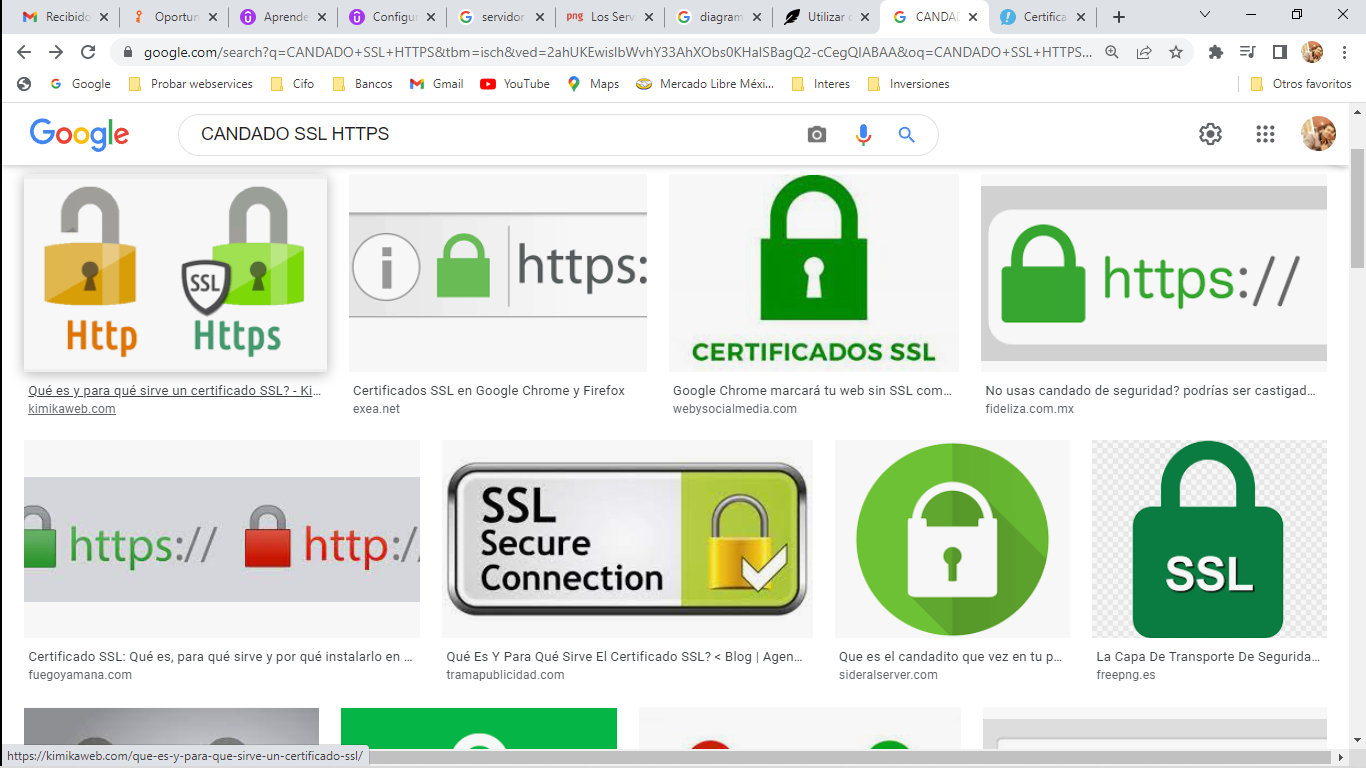 Recibido
Oportun
Aprende
Configu
servidor
Los Serv
diagram
Utilizar
CANDAD
Certifica
google.com/search?q=CANDADO+SSL+HTTPS&tbm=isch&ved=2ahUKEwislbWvhY33AhXObs0KHalSBagQ2-cCegQIABAA&oq=CANDADO+SSL+HTTPS...
Google
Probar webservices
Cifo
Bancos
Gmail
YouTube
Maps
Mercado Libre Méxi...
Interes
Inversiones
Otros favoritos
Google
CANDADO SSL HTTPS
SSL
Http
Https
https:
CERTIFICADOS SSL
https://
Qué es y para qué sirve un certificado SSL? - Ki...
kimikaweb.com
Certificados SSL en Google Chrome y Firefox
exea.net
Google Chrome marcará tu web sin SSL com...
webysocialmedia.com
No usas candado de seguridad? podrías ser castigad...
fideliza.com.mx
https://
http:/
SSL
Secure
Connection
SSL
Certificado SSL: Qué es, para qué sirve y por qué instalarlo en ...
fuegoyamana.com
Qué Es Y Para Qué Sirve El Certificado SSL? < Blog | Agen...
tramapublicidad.com
Que es el candadito que vez en tu p...
sideralserver.com
La Capa De Transporte De Segurida...
freepng.es
https://kimikaweb.com/que-es-y-para-que-sirve-un-certificado-ssl/